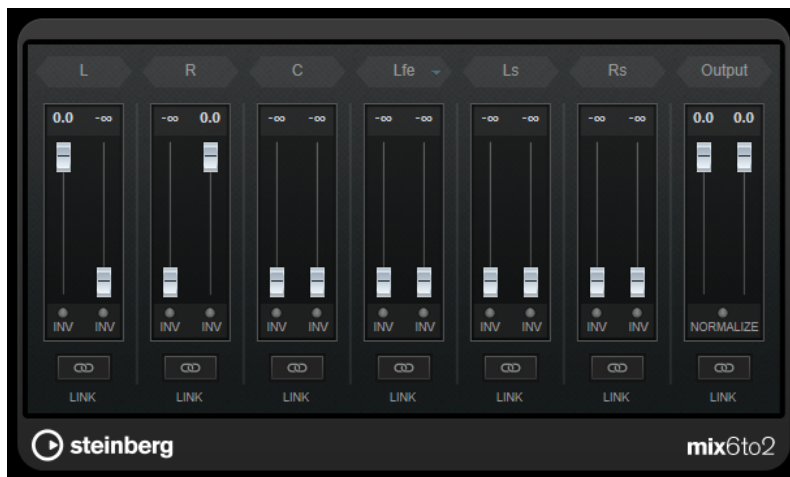 L R C Lfe Ls Rs Output
0.0 -∞ -∞ 0.0 -∞ -∞ -∞ -∞ -∞ -∞ -∞ -∞ 0.0 0.0
INV INV INV INV INV INV INV INV INV INV INV INV NORMALIZE
LINK LINK LINK LINK LINK LINK LINK
steinberg mix6to2